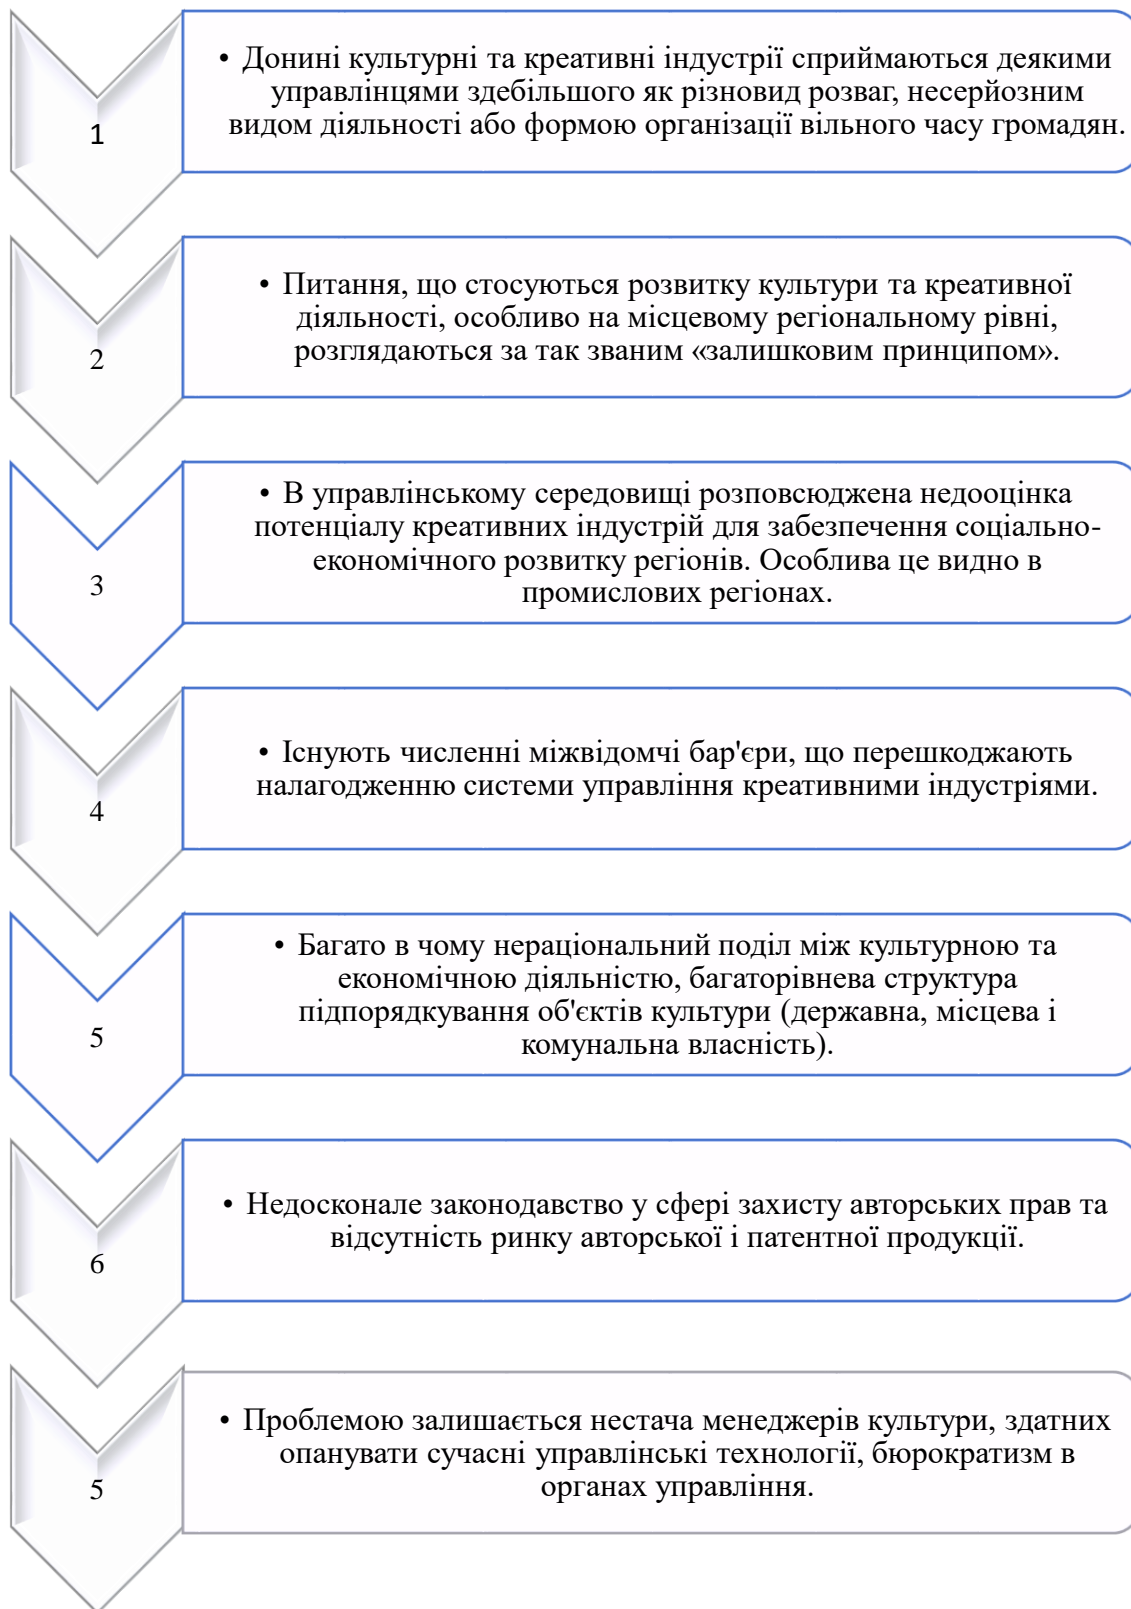 1
• Донині культурні та креативні індустрії сприймаються деякими
управлінцями здебільшого як різновид розваг, несерйозним
видом діяльності або формою організації вільного часу громадян.
2
• Питання, що стосуються розвитку культури та креативної
діяльності, особливо на місцевому регіональному рівні,
розглядаються за так званим «залишковим принципом».
3
• В управлінському середовищі розповсюджена недооцінка
потенціалу креативних індустрій для забезпечення соціально-
економічного розвитку регіонів. Особлива це видно в
промислових регіонах.
4
• Існують численні міжвідомчі бар'єри, що перешкоджають
налагодженню системи управління креативними індустріями.
5
• Багато в чому нераціональний поділ між культурною та
економічною діяльністю, багаторівнева структура
підпорядкування об'єктів культури (державна, місцева і
комунальна власність).
6
• Недосконале законодавство у сфері захисту авторських прав та
відсутність ринку авторської і патентної продукції.
5
• Проблемою залишається нестача менеджерів культури, здатних
опанувати сучасні управлінські технології, бюрократизм в
органах управління.